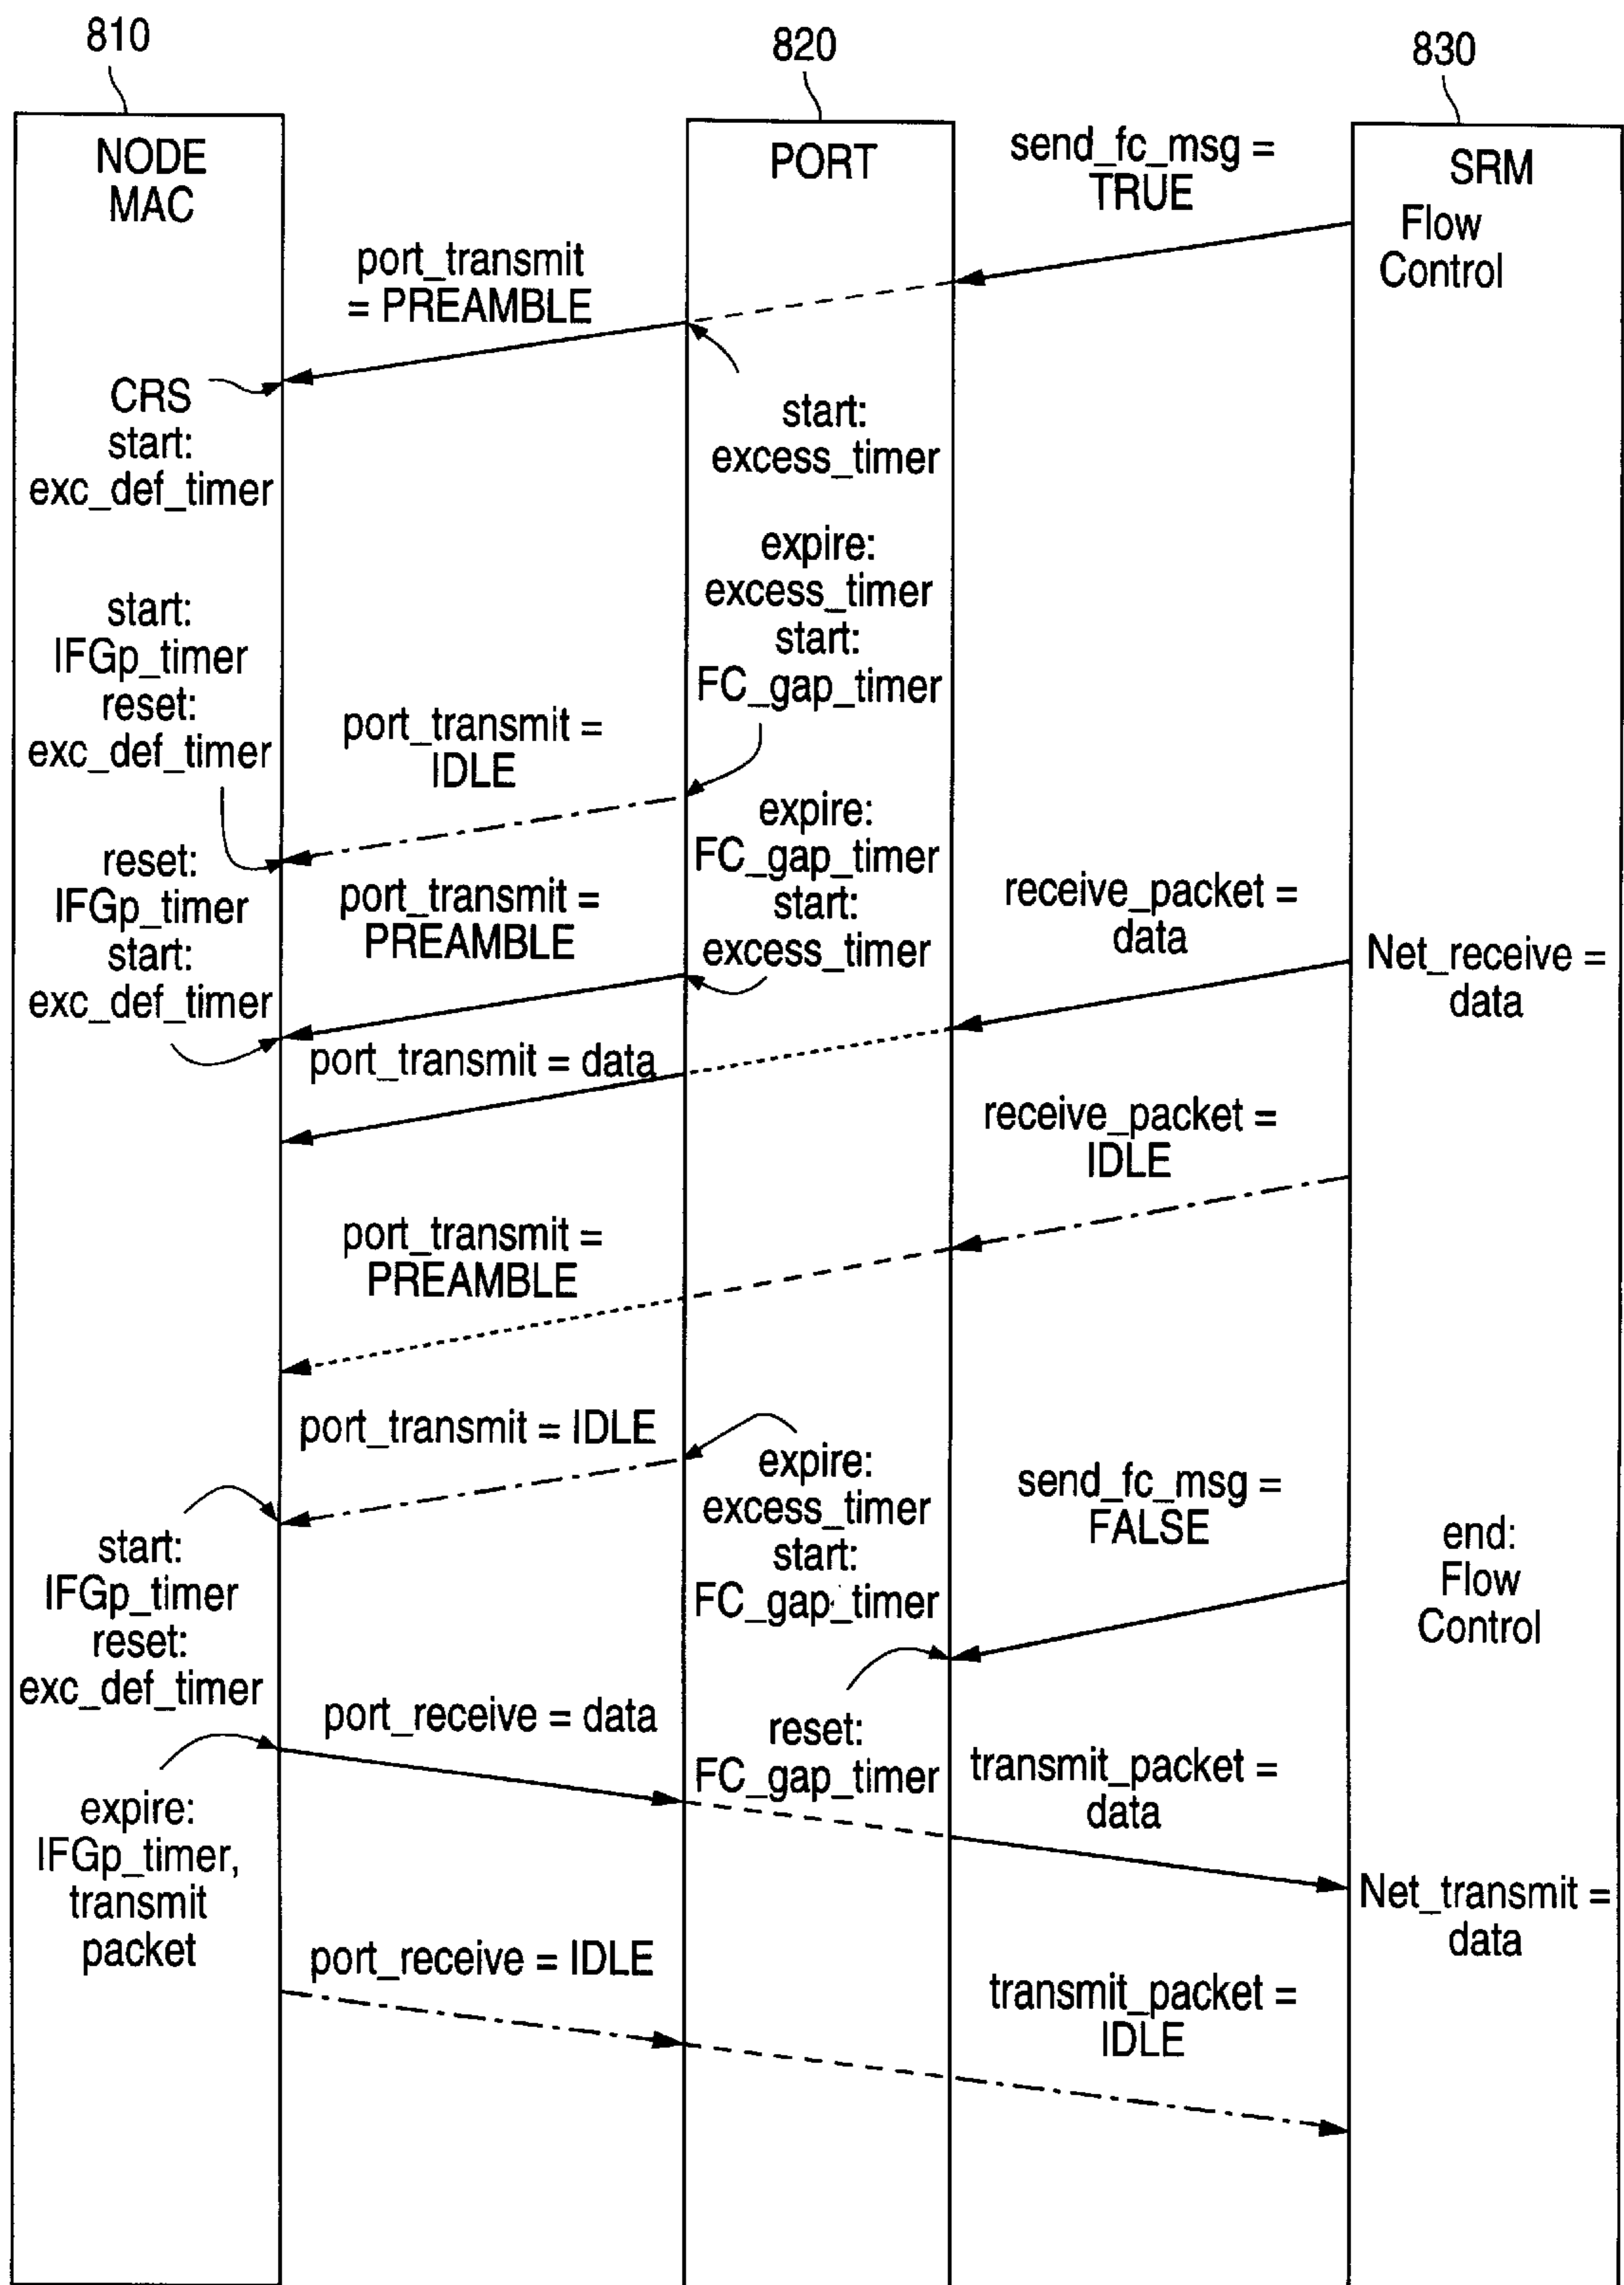 810
820
830
NODE
MAC
PORT
SRM
Flow
Control
send_fc_msg =
TRUE
port_transmit
= PREAMBLE
CRS
start:
exc_def_timer
start:
excess_timer
expire:
excess_timer
start:
FC_gap_timer
start:
IFGp_timer
reset:
exc_def_timer
port_transmit =
IDLE
expire:
FC_gap_timer
start:
excess_timer
reset:
IFGp_timer
start:
exc_def_timer
port_transmit =
PREAMBLE
receive_packet =
data
Net_receive =
data
port_transmit = data
receive_packet =
IDLE
port_transmit =
PREAMBLE
port_transmit = IDLE
expire:
excess_timer
start:
FC_gap_timer
send_fc_msg =
FALSE
end:
Flow
Control
start:
IFGp_timer
reset:
exc_def_timer
port_receive = data
reset:
FC_gap_timer
transmit_packet =
data
expire:
IFGp_timer,
transmit
packet
Net_transmit =
data
port_receive = IDLE
transmit_packet =
IDLE